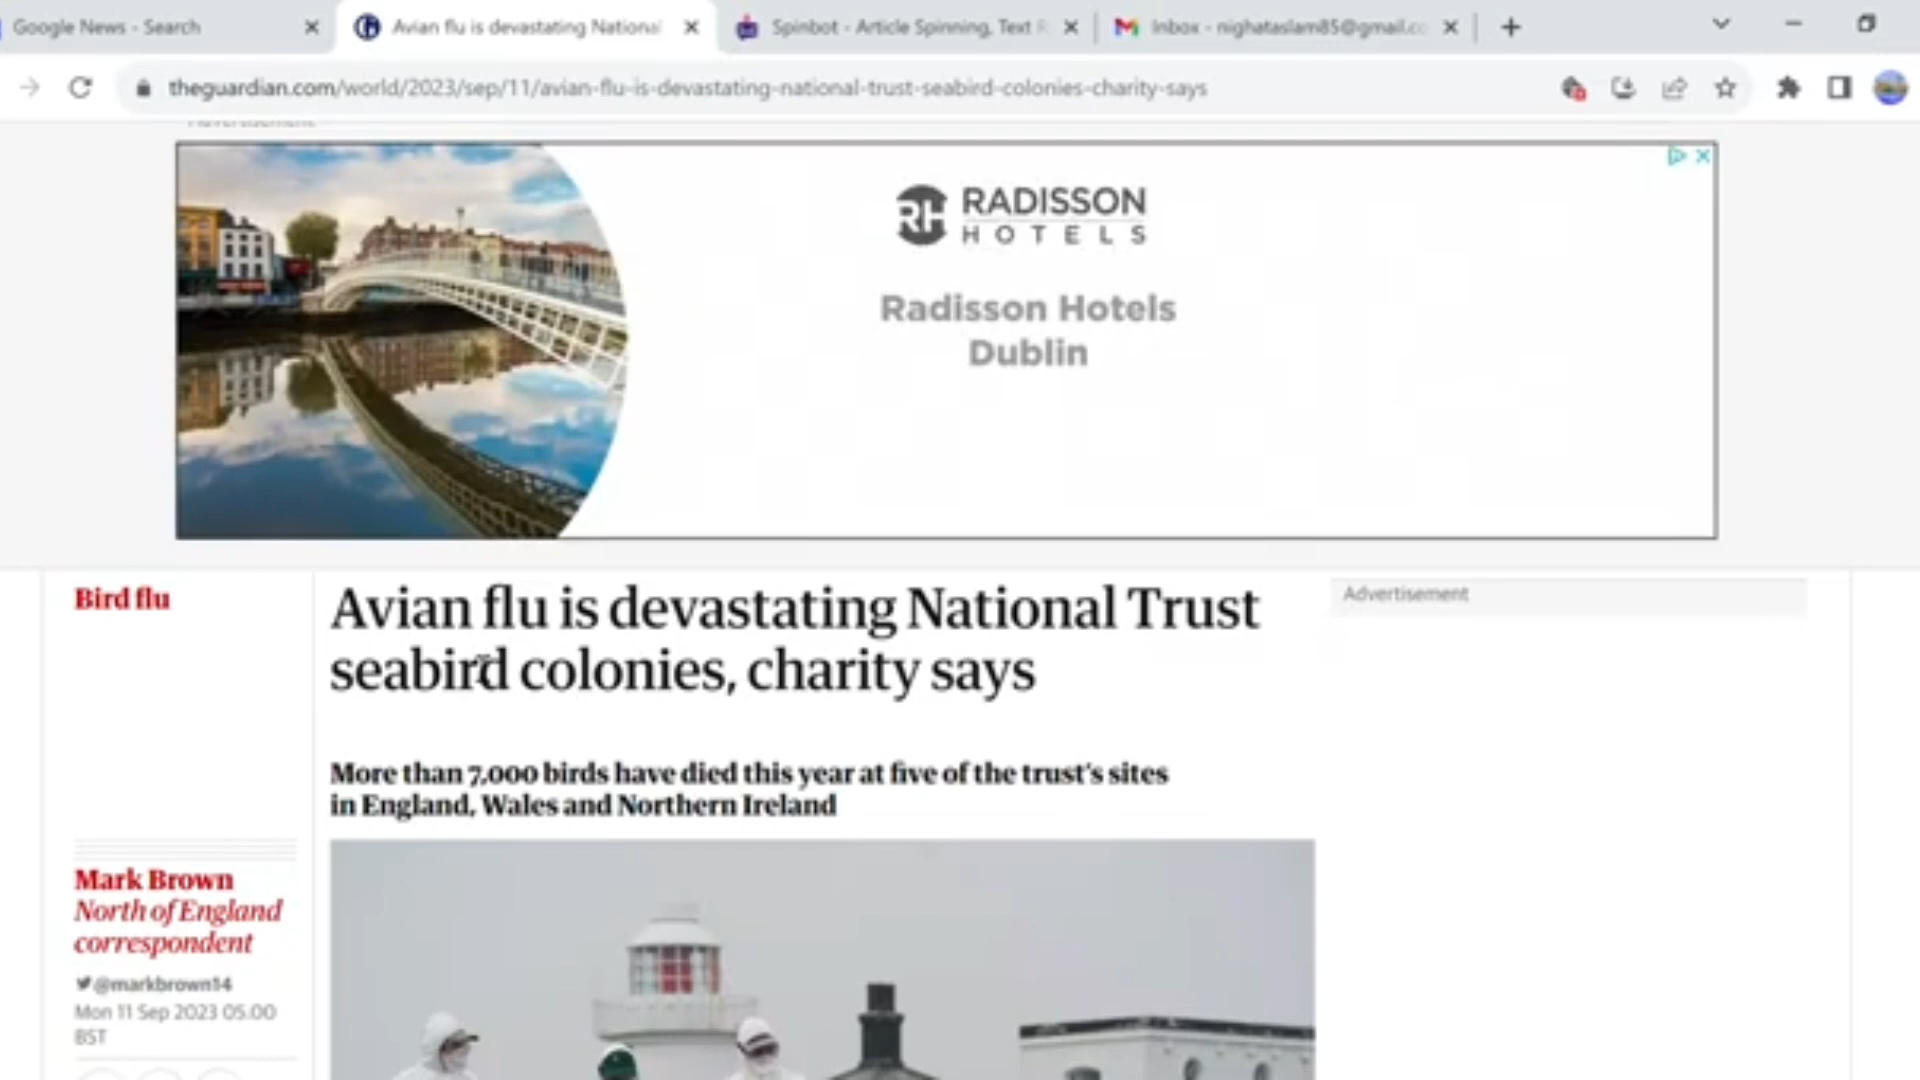 Google News - Search
Avian flu is devastating National
Spinbot - Article Spinning, Text R
Inbox - nighataslam85@gmail.co
theguardian.com/world/2023/sep/11/avian-flu-is-devastating-national-trust-seabird-colonies-charity-says
Advertisement
RH RADISSON
HOTELS
Radisson Hotels
Dublin
Bird flu
Avian flu is devastating National Trust
seabird colonies, charity says
Advertisement
More than 7,000 birds have died this year at five of the trust's sites
in England, Wales and Northern Ireland
Mark Brown
North of England
correspondent
@markbrown14
Mon 11 Sep 2023 05.00
BST